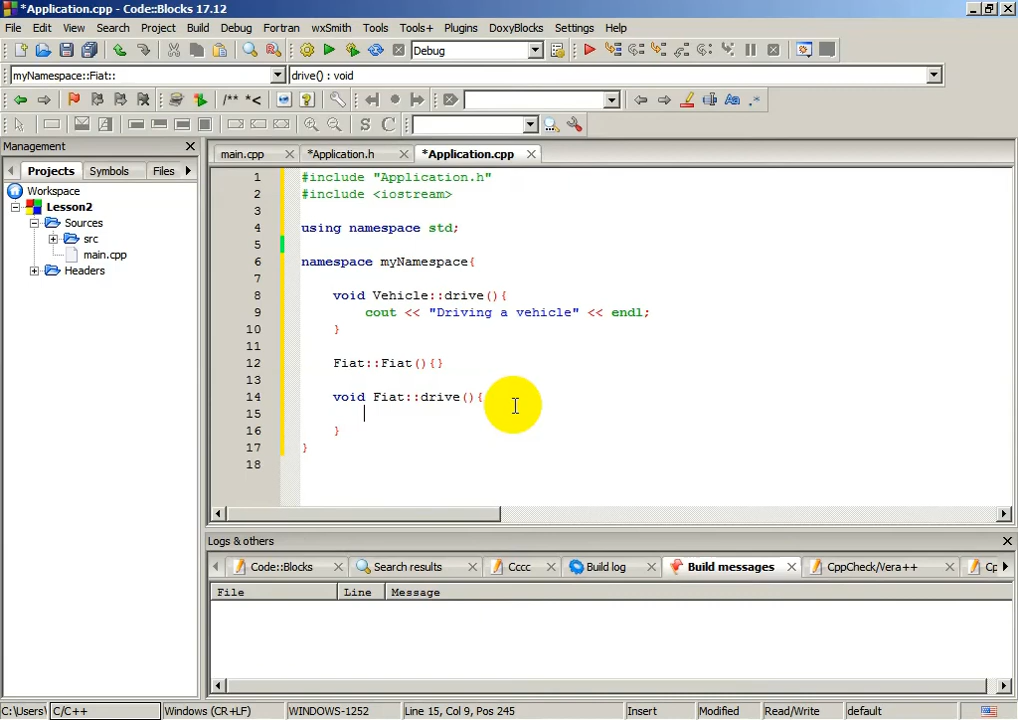 *Application.cpp - Code::Blocks 17.12
File Edit View Search Project Build Debug Fortran wxSmith Tools Tools+ Plugins DoxyBlocks Settings Help
Debug
myNamespace::Fiat:: drive() : void
/** *<
Aa .*
S C
Management
Projects Symbols Files
Workspace
Lesson2
Sources
src
main.cpp
Headers
main.cpp *Application.h *Application.cpp
1 #include "Application.h"
2 #include <iostream>
3
4 using namespace std;
5
6 namespace myNamespace{
7
8 void Vehicle::drive(){
9 cout << "Driving a vehicle" << endl;
10 }
11
12 Fiat::Fiat(){}
13
14 void Fiat::drive(){
15
16 }
17 }
18
Logs & others
Code::Blocks Search results Cccc Build log Build messages CppCheck/Vera++ Cp
File Line Message
C:\Users\ C/C++ Windows (CR+LF) WINDOWS-1252 Line 15, Col 9, Pos 245 Insert Modified Read/Write default